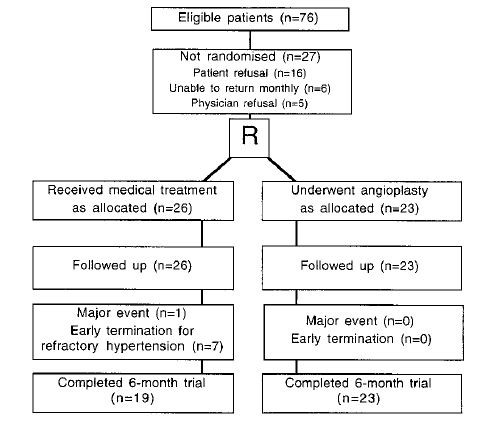 Eligible patients (n=76)
Not randomised (n=27)
Patient refusal (n=16)
Unable to return monthly (n=6)
Physician refusal (n=5)
R
Received medical treatment
as allocated (n=26)
Underwent angioplasty
as allocated (n=23)
Followed up (n=26)
Followed up (n=23)
Major event (n=1)
Early termination for
refractory hypertension (n=7)
Major event (n=0)
Early termination (n=0)
Completed 6-month trial
(n=19)
Completed 6-month trial
(n=23)